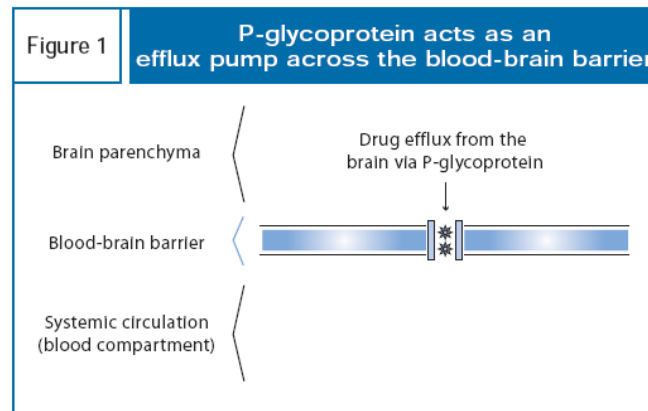 Figure 1
P-glycoprotein acts as an
efflux pump across the blood-brain barrier
Brain parenchyma
Drug efflux from the
brain via P-glycoprotein
Blood-brain barrier
Systemic circulation
(blood compartment)